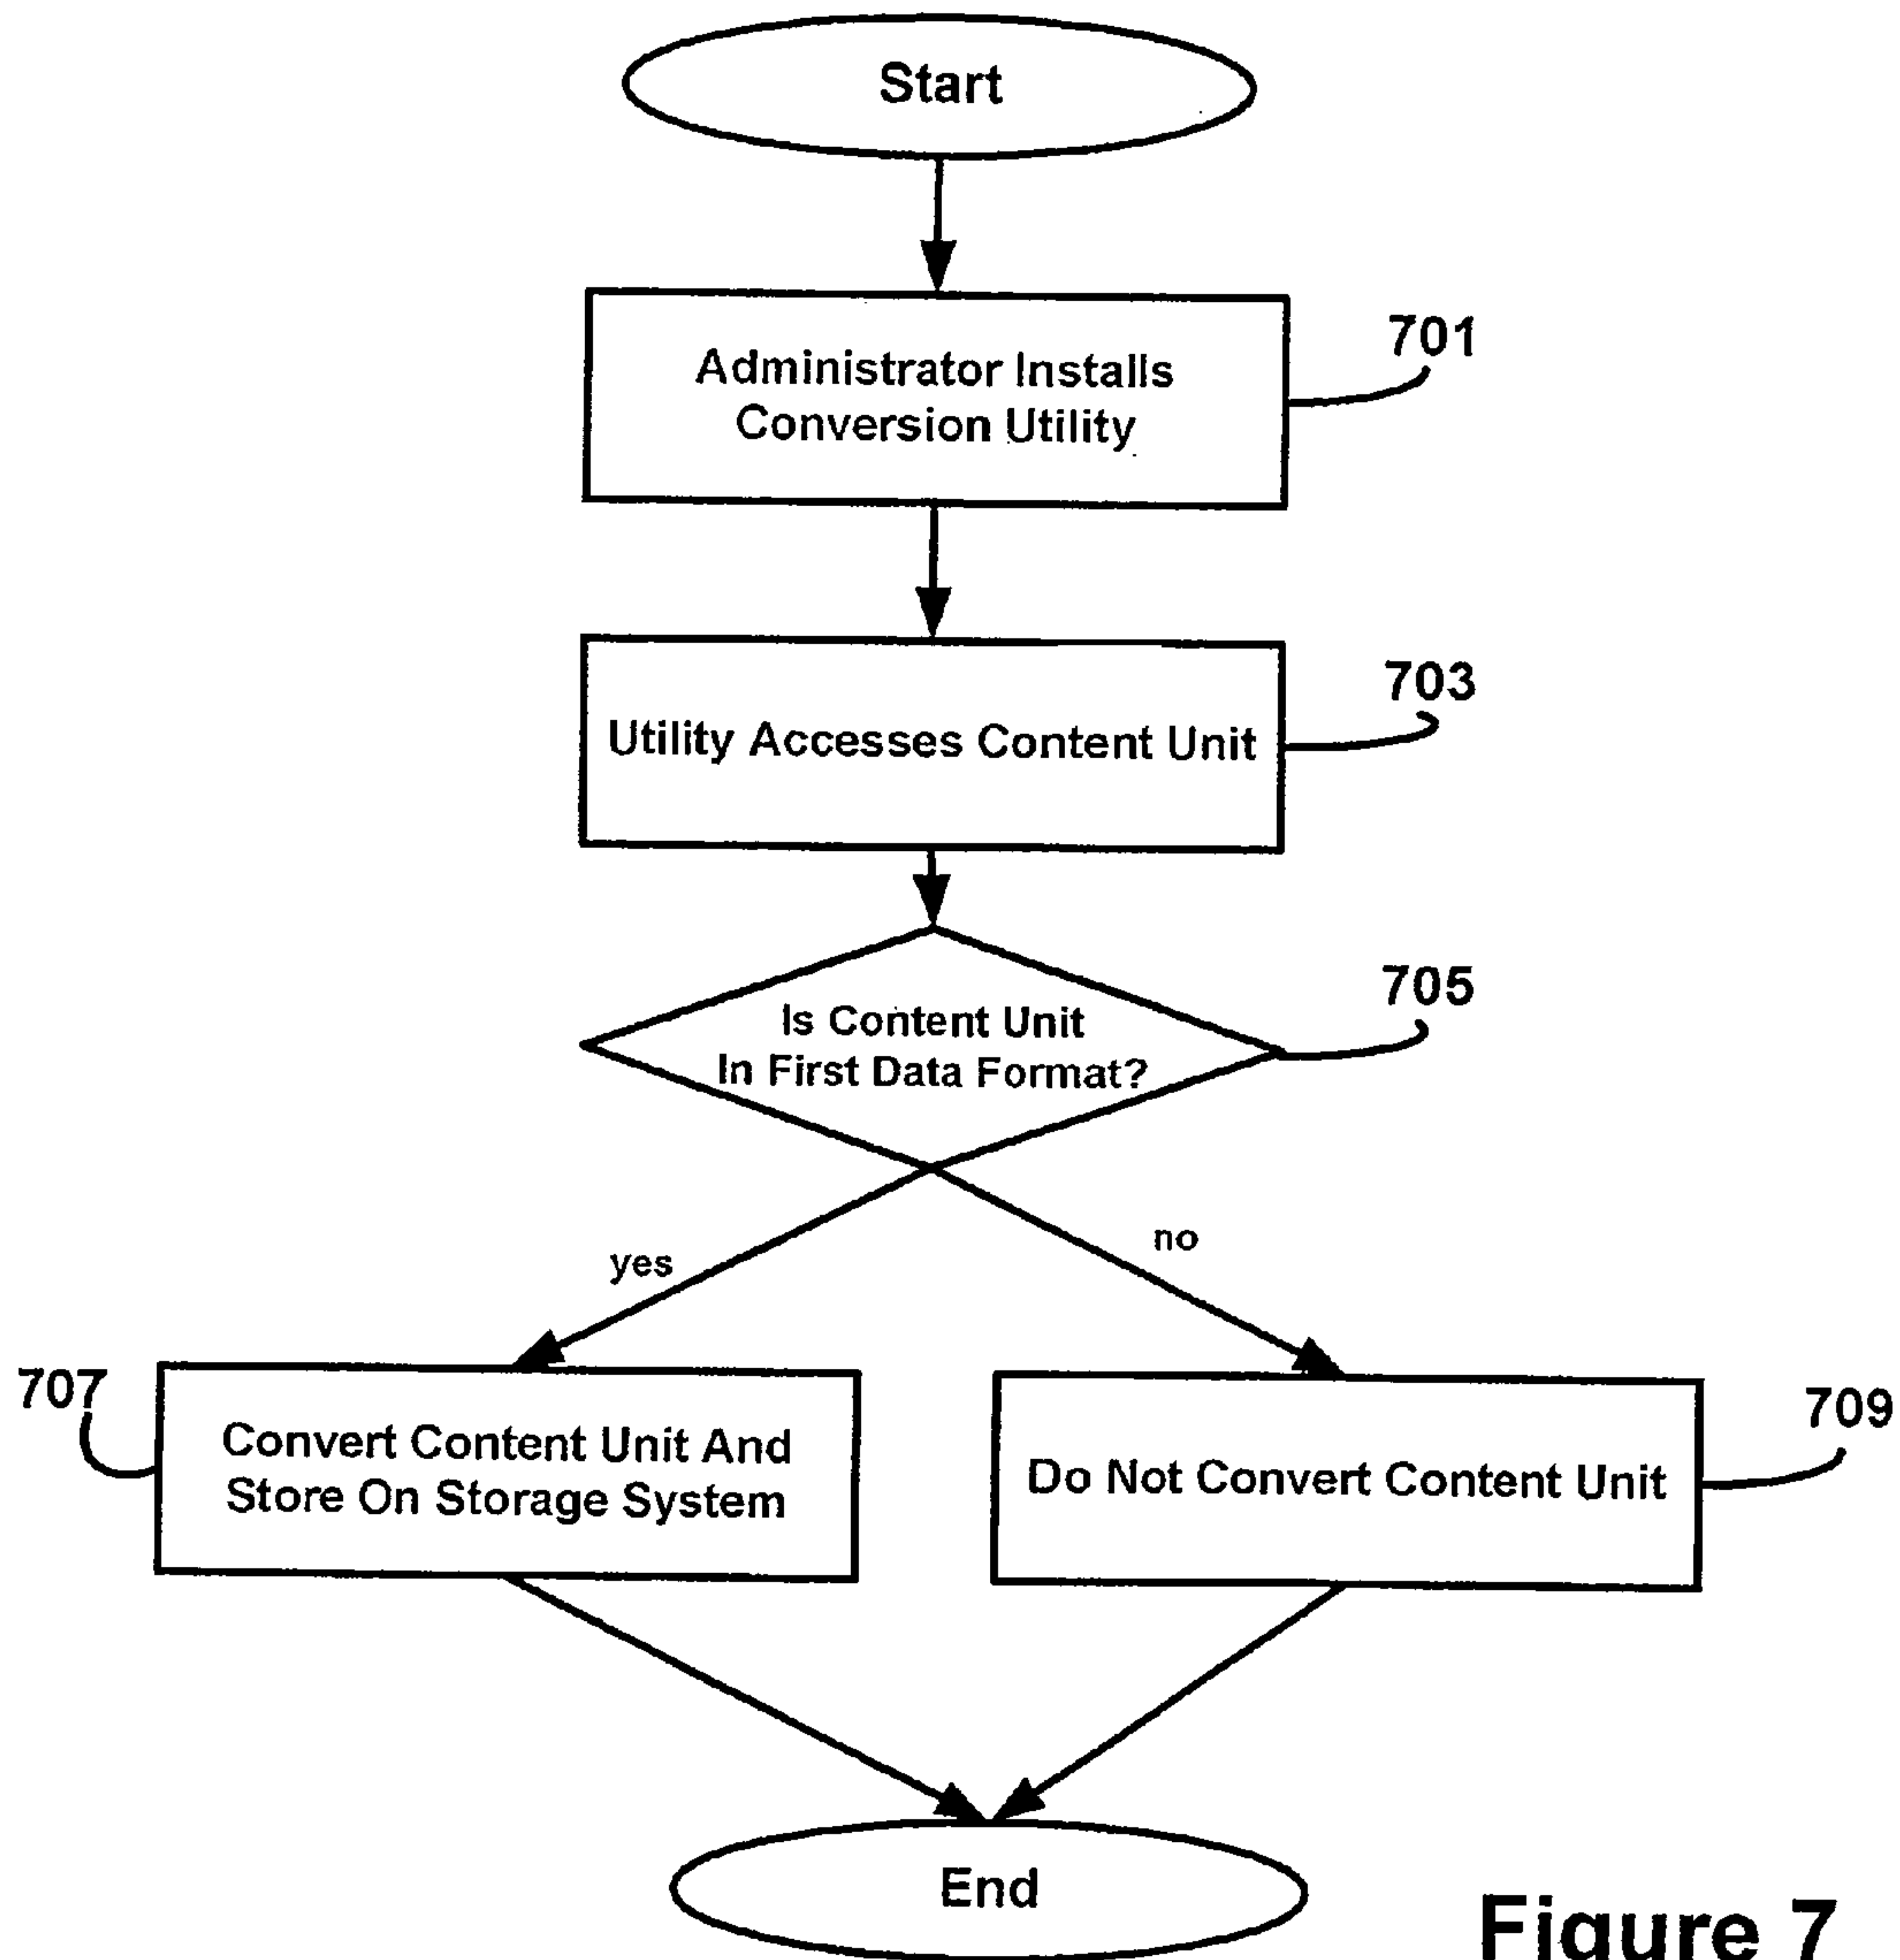 Start
Administrator Installs
Conversion Utility
701
Utility Accesses Content Unit
703
Is Content Unit
In First Data Format?
705
yes
no
707
Convert Content Unit And
Store On Storage System
Do Not Convert Content Unit
709
End
Figure 7